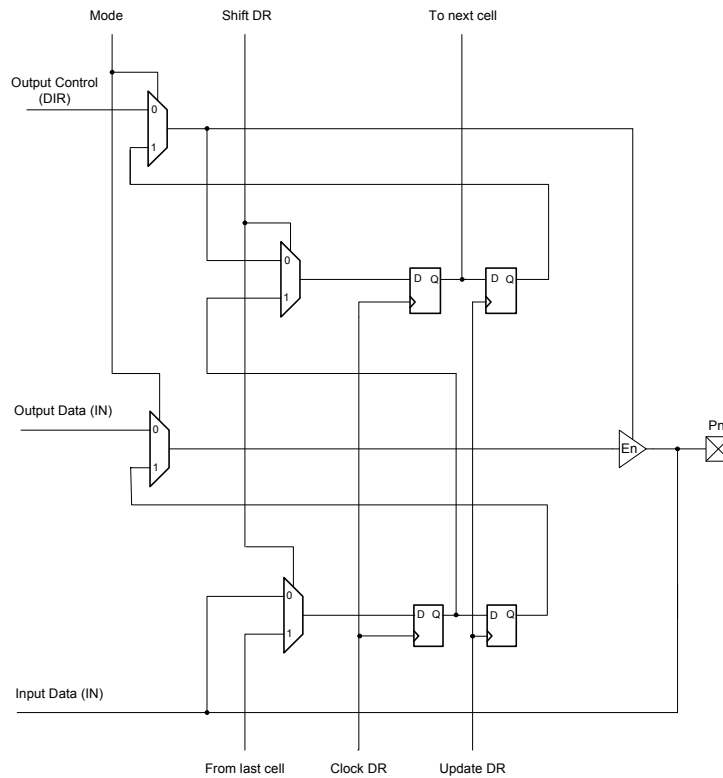 Mode
Shift DR
To next cell
Output Control
(DIR)
0
1
0
1
D Q
D Q
Output Data (IN)
0
1
Pn
En
0
1
D Q
D Q
Input Data (IN)
From last cell
Clock DR
Update DR